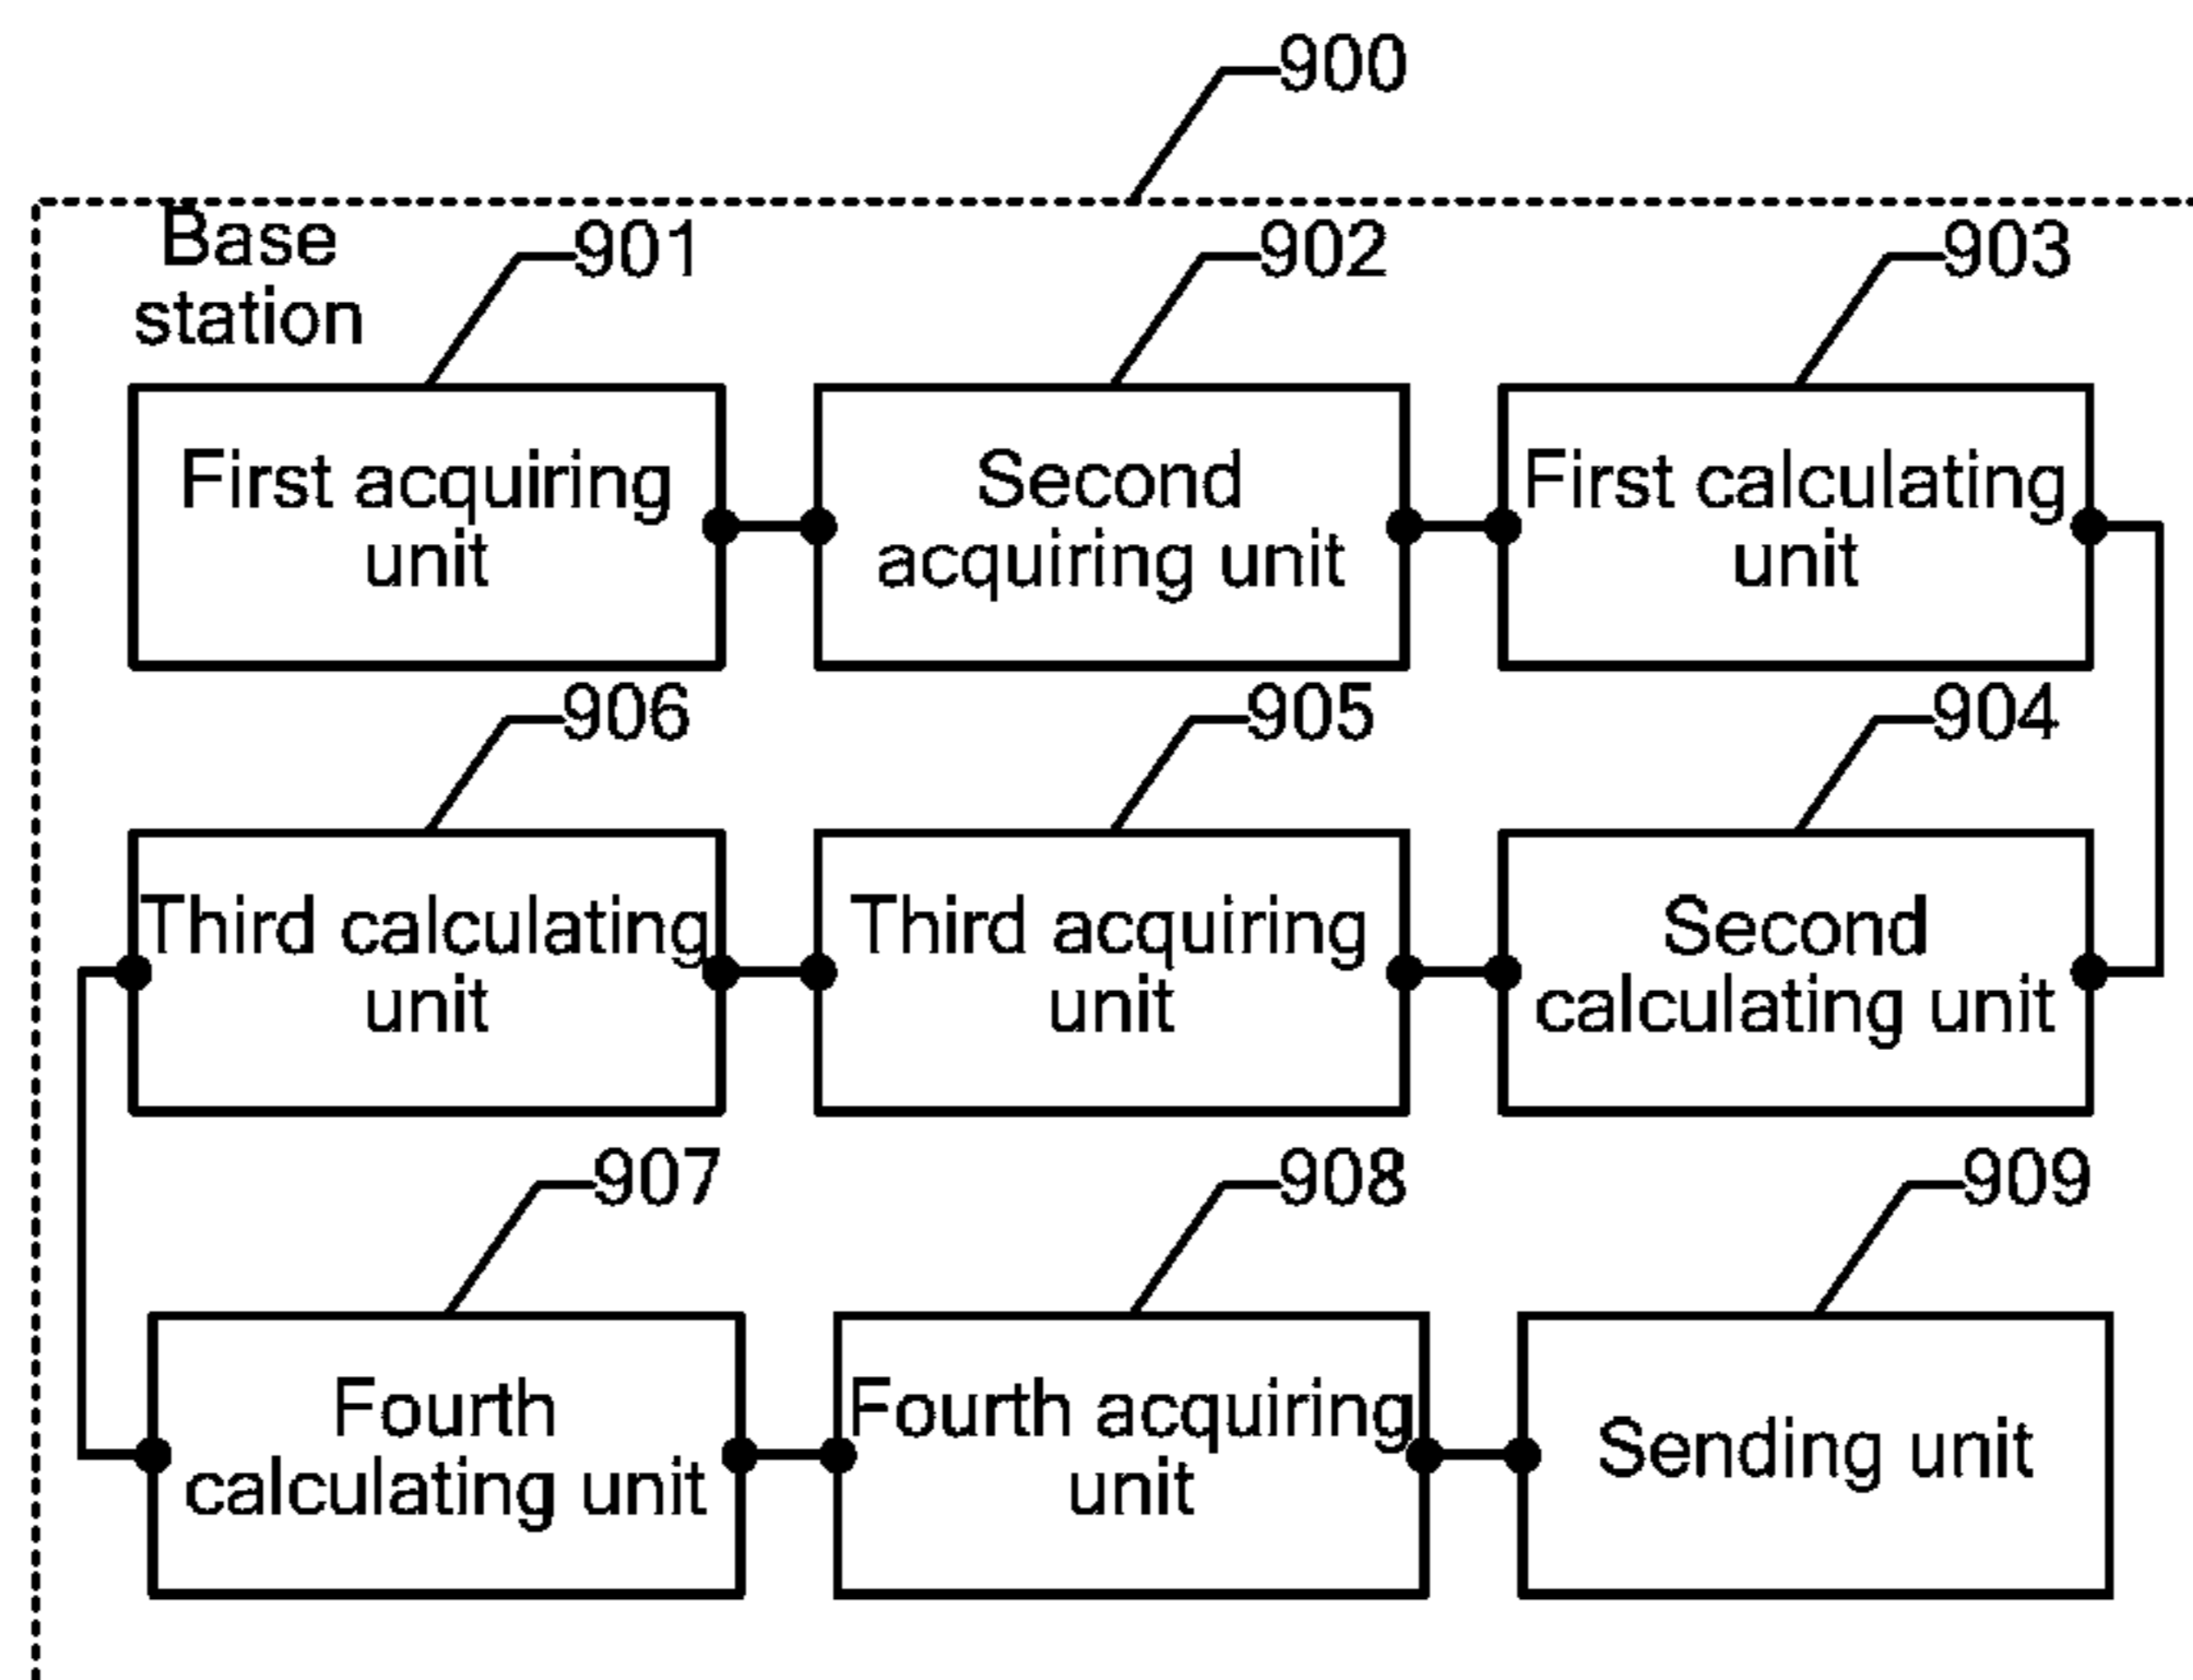 900
Base
station
901
902
903
First acquiring
unit
Second
acquiring unit
First calculating
unit
906
905
904
Third calculating
unit
Third acquiring
unit
Second
calculating unit
907
908
909
Fourth
calculating unit
Fourth acquiring
unit
Sending unit